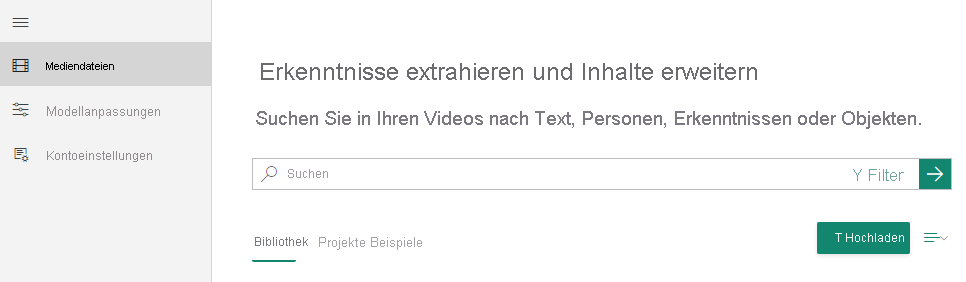 Mediendateien
Modellanpassungen
Kontoeinstellungen
Erkenntnisse extrahieren und Inhalte erweitern
Suchen Sie in Ihren Videos nach Text, Personen, Erkenntnissen oder Objekten.
Suchen Y Filter
Bibliothek Projekte Beispiele T Hochladen